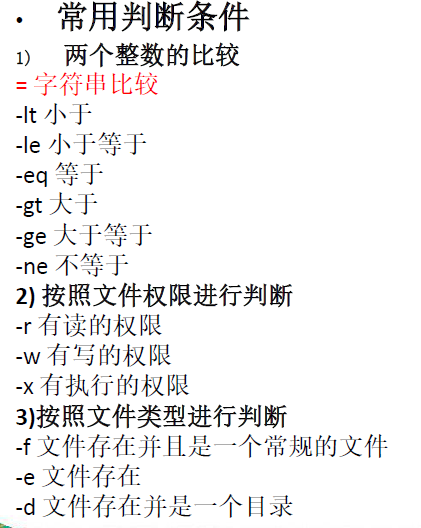 • 常用判断条件
1) 两个整数的比较
= 字符串比较
-lt 小于
-le 小于等于
-eq 等于
-gt 大于
-ge 大于等于
-ne 不等于
2) 按照文件权限进行判断
-r 有读的权限
-w 有写的权限
-x 有执行的权限
3)按照文件类型进行判断
-f 文件存在并且是一个常规的文件
-e 文件存在
-d 文件存在并是一个目录